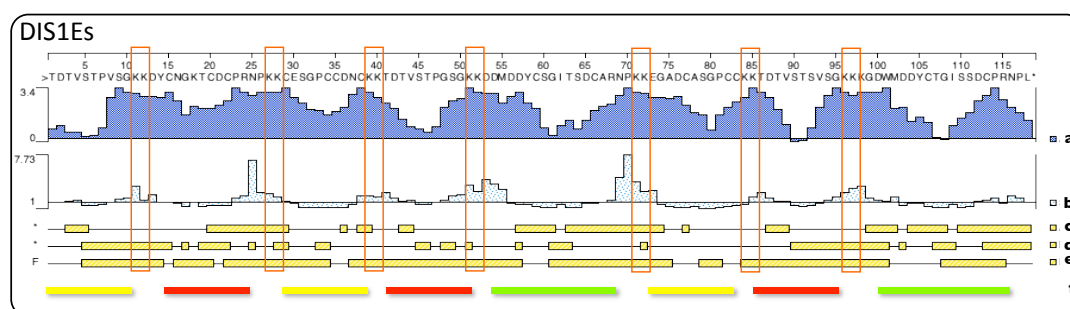 DIS1Es
5 10 15 20 25 30 35 40 45 50 55 60 65 70 75 80 85 90 95 100 105 110 115
>TDTVSTPVSGKKDYCNGKTCDCPRNPKKCESGPCCDNCKKTDTVSTPGSGKKDDMDDYCSGITSDCARNPKKEGADCASGPCCKKTDTVSTSVSGKKKGDWMDDYCTGISSDCPRNPL*
3.4
0
a
7.73
1
b
* c
* d
F e